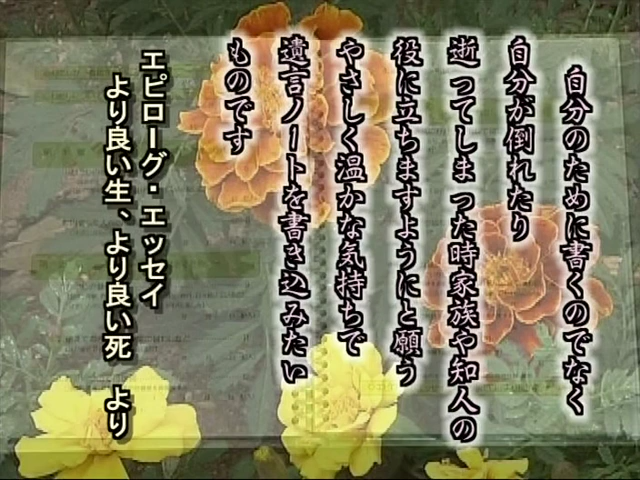 自分のために書くのでなく
自分が倒れたり
逝ってしまった時家族や知人の
役に立ちますようにと願う
やさしく温かな気持ちで
遺言ノートを書き込みたい
ものです
エピローグ・エッセイ
より良い生、より良い死 より